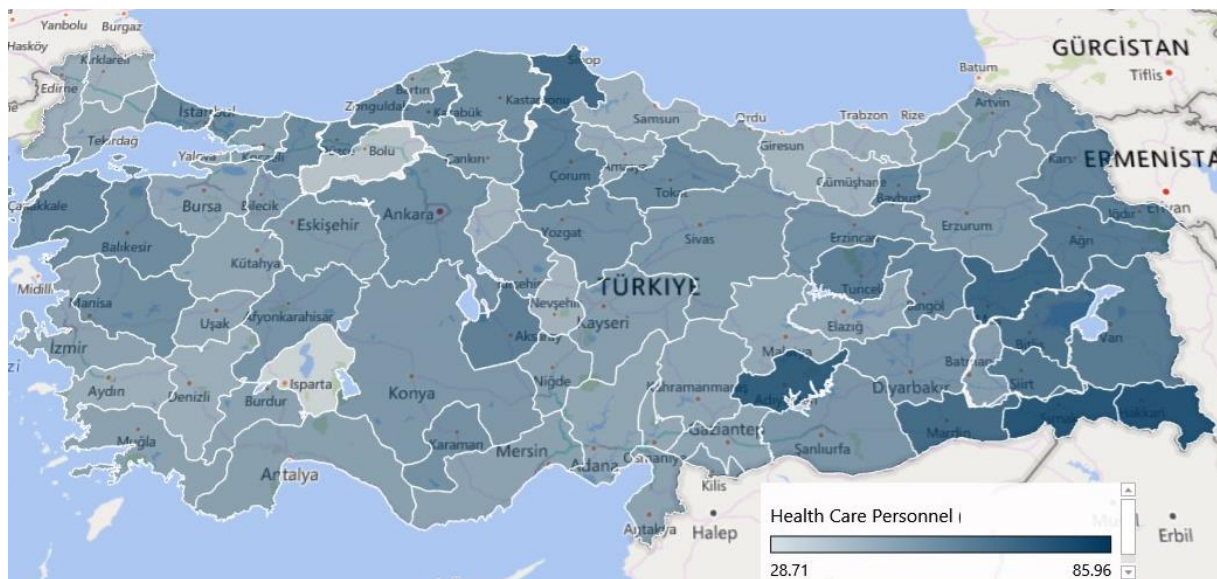 Yanbolu
Burgaz
Hasköy
Kırklareli
Edirne
Tekirdağ
İstanbul
Yalova
Kocaeli
Bolu
Zonguldak
Bartın
Karabük
Kastamonu
Sinop
Samsun
Ordu
Giresun
Trabzon
Rize
Batum
Artvin
GÜRCİSTAN
Tiflis
ERMENİSTA
Kars
Iğdır
Erivan
Çanakkale
Balıkesir
Bursa
Bilecik
Eskişehir
Kütahya
Ankara
Çankırı
Çorum
Amasya
Tokat
Yozgat
Sivas
Gümüşhane
Bayburt
Erzincan
Erzurum
Ağrı
Midilli
Manisa
Uşak
Afyonkarahisar
Nevşehir
Aksaray
TÜRKİYE
Kayseri
Tunceli
Elazığ
Bingöl
Bitlis
Van
İzmir
Aydın
Denizli
Isparta
Burdur
Konya
Niğde
Kahramanmaraş
Malatya
Diyarbakır
Batman
Siirt
Muğla
Antalya
Karaman
Mersin
Adana
Osmaniye
Gaziantep
Şanlıurfa
Mardin
Şırnak
Hakkari
Antakya
Kilis
Halep
Erbil
Health Care Personnel (
28.71
85.96